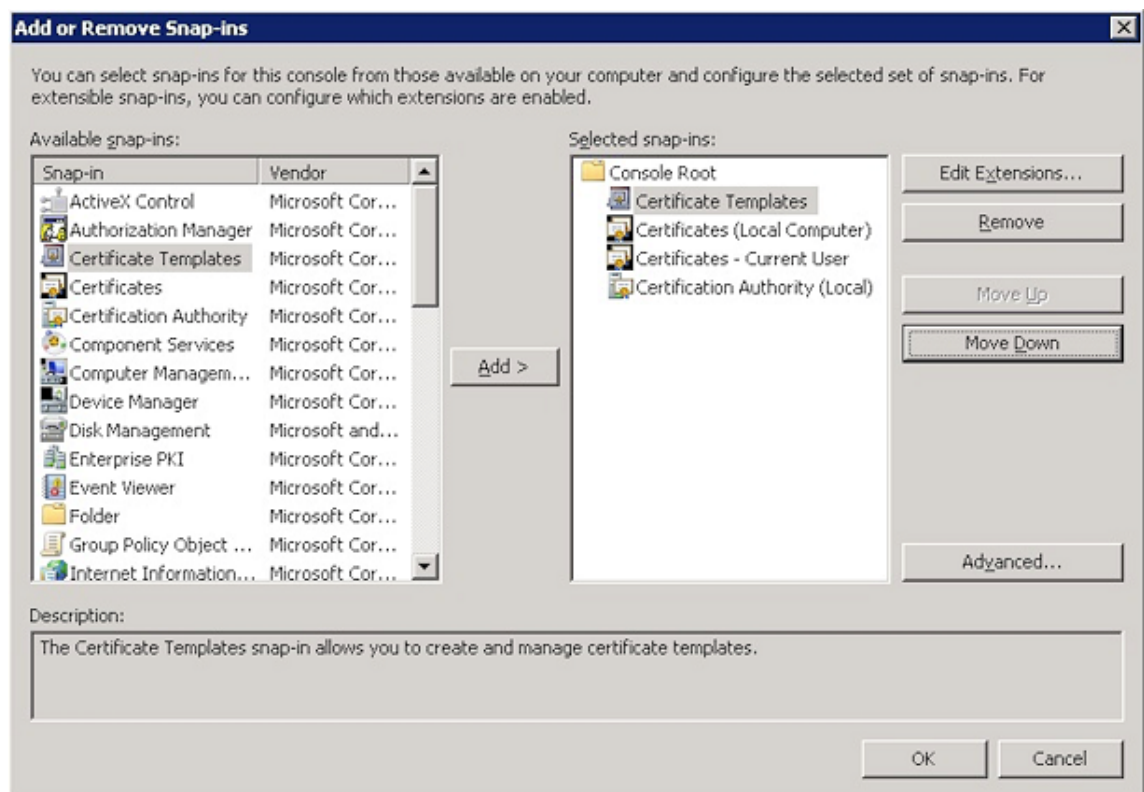 Add or Remove Snap-ins
You can select snap-ins for this console from those available on your computer and configure the selected set of snap-ins. For
extensible snap-ins, you can configure which extensions are enabled.
Available snap-ins:
Snap-in Vendor
ActiveX Control Microsoft Cor...
Authorization Manager Microsoft Cor...
Certificate Templates Microsoft Cor...
Certificates Microsoft Cor...
Certification Authority Microsoft Cor...
Component Services Microsoft Cor...
Computer Managem... Microsoft Cor...
Device Manager Microsoft Cor...
Disk Management Microsoft and...
Enterprise PKI Microsoft Cor...
Event Viewer Microsoft Cor...
Folder Microsoft Cor...
Group Policy Object ... Microsoft Cor...
Internet Information... Microsoft Cor...
Add >
Selected snap-ins:
Console Root
Certificate Templates
Certificates (Local Computer)
Certificates - Current User
Certification Authority (Local)
Edit Extensions...
Remove
Move Up
Move Down
Advanced...
Description:
The Certificate Templates snap-in allows you to create and manage certificate templates.
OK
Cancel